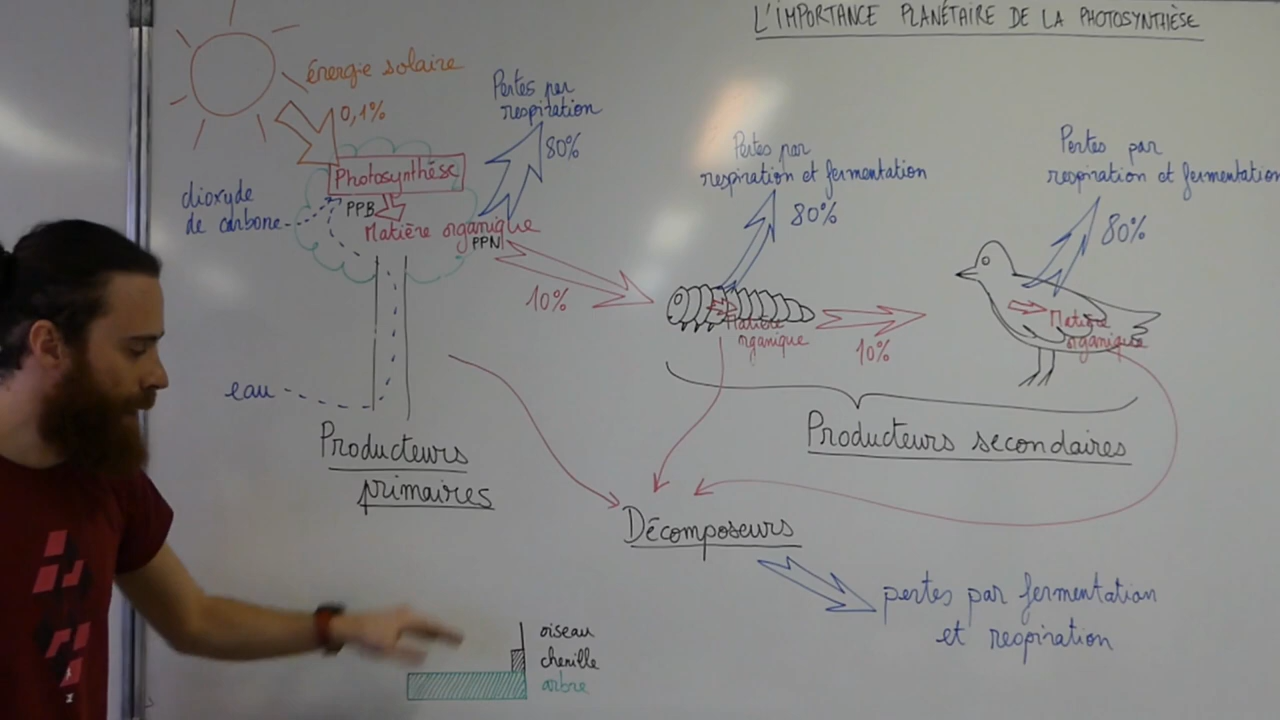 L'IMPORTANCE PLANÉTAIRE DE LA PHOTOSYNTHÈSE
Énergie solaire
0,1%
Pertes par
respiration
80%
Photosynthèse
dioxyde
de carbone
PPB
Matière organique
PPN
10%
eau
Producteurs
primaires
Pertes par
respiration et fermentation
80%
Matière
organique
10%
Pertes par
respiration et fermentation
80%
Matière
organique
Producteurs secondaires
Décomposeurs
pertes par fermentation
et respiration
oiseau
chenille
arbre